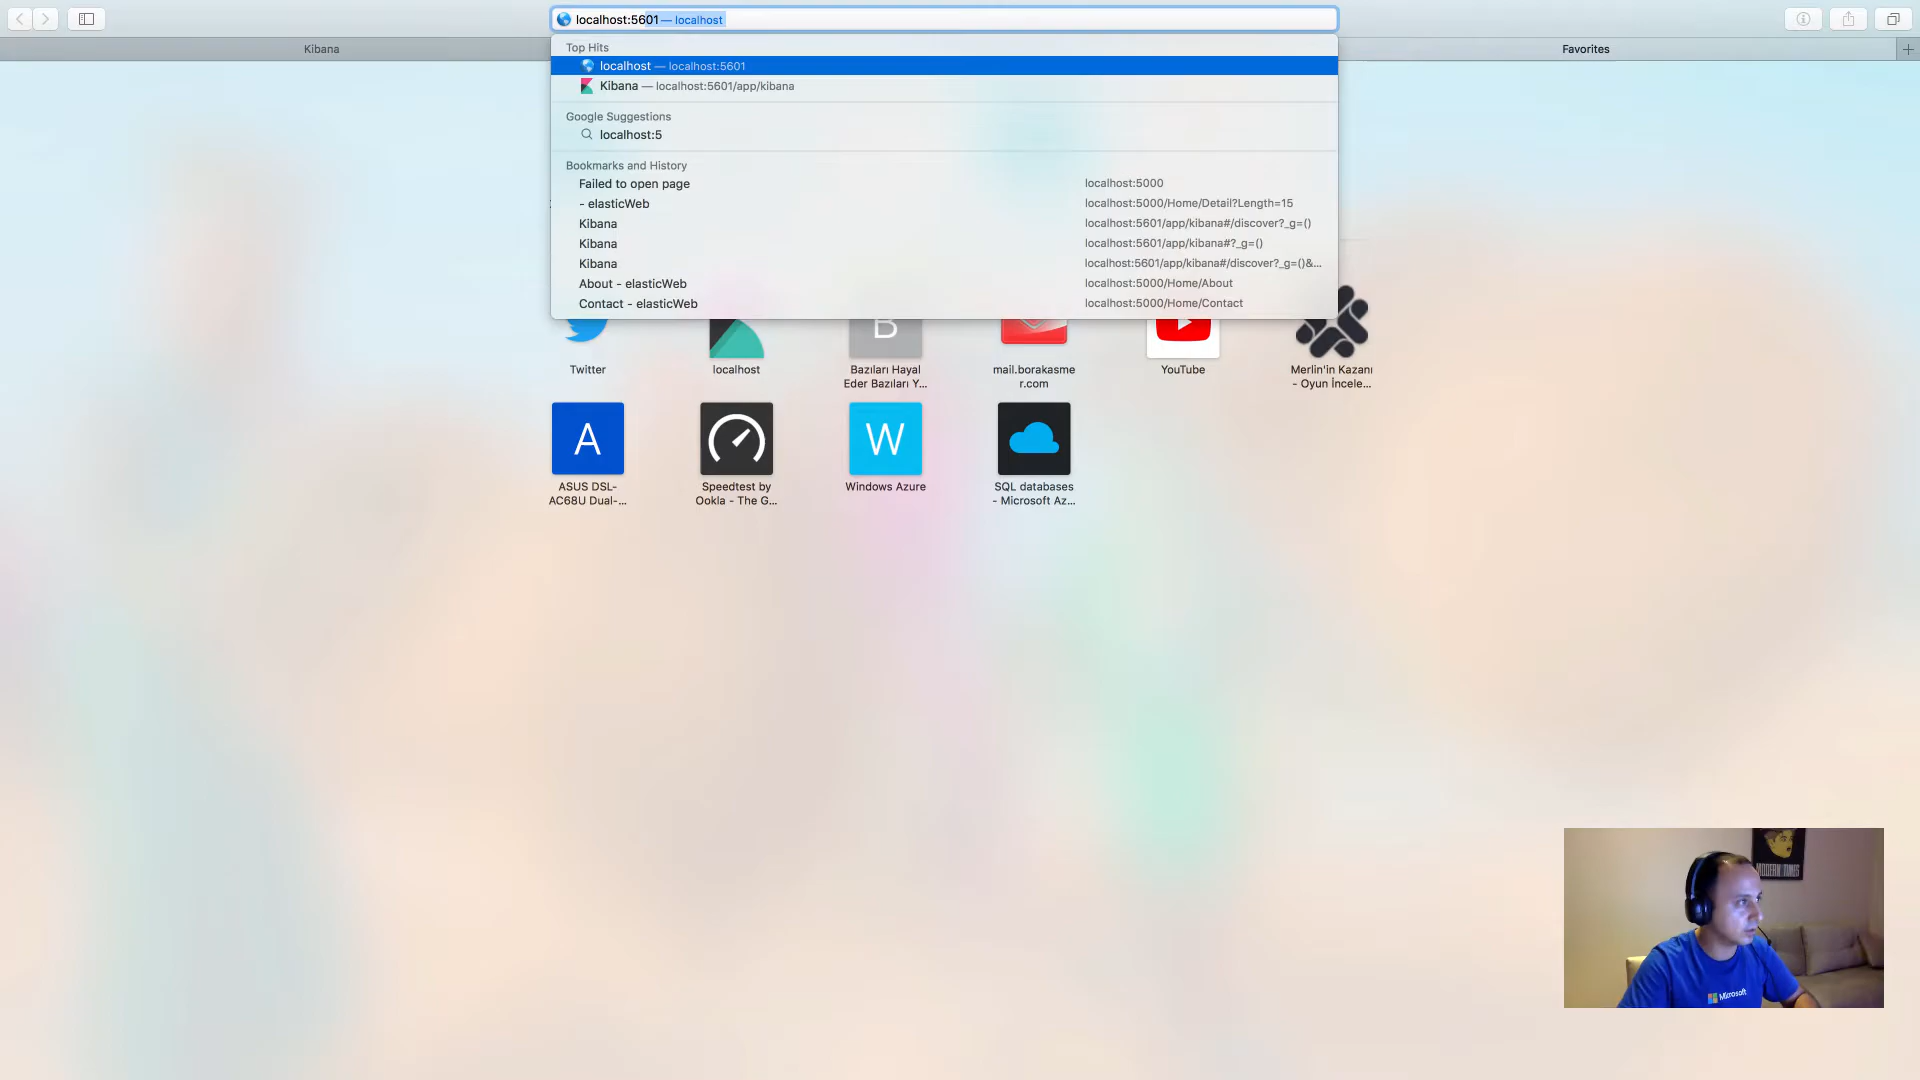 localhost:5601 — localhost
Kibana
Favorites
Top Hits
localhost — localhost:5601
Kibana — localhost:5601/app/kibana
Google Suggestions
localhost:5
Bookmarks and History
Failed to open page localhost:5000
- elasticWeb localhost:5000/Home/Detail?Length=15
Kibana localhost:5601/app/kibana#/discover?_g=()
Kibana localhost:5601/app/kibana#?_g=()
Kibana localhost:5601/app/kibana#/discover?_g=()&...
About - elasticWeb localhost:5000/Home/About
Contact - elasticWeb localhost:5000/Home/Contact
B
Twitter
localhost
Bazıları Hayal
Eder Bazıları Y...
mail.borakasme
r.com
YouTube
Merlin'in Kazanı
- Oyun İncele...
A
W
ASUS DSL-
AC68U Dual-...
Speedtest by
Ookla - The G...
Windows Azure
SQL databases
- Microsoft Az...
MODERN TIMES
Microsoft